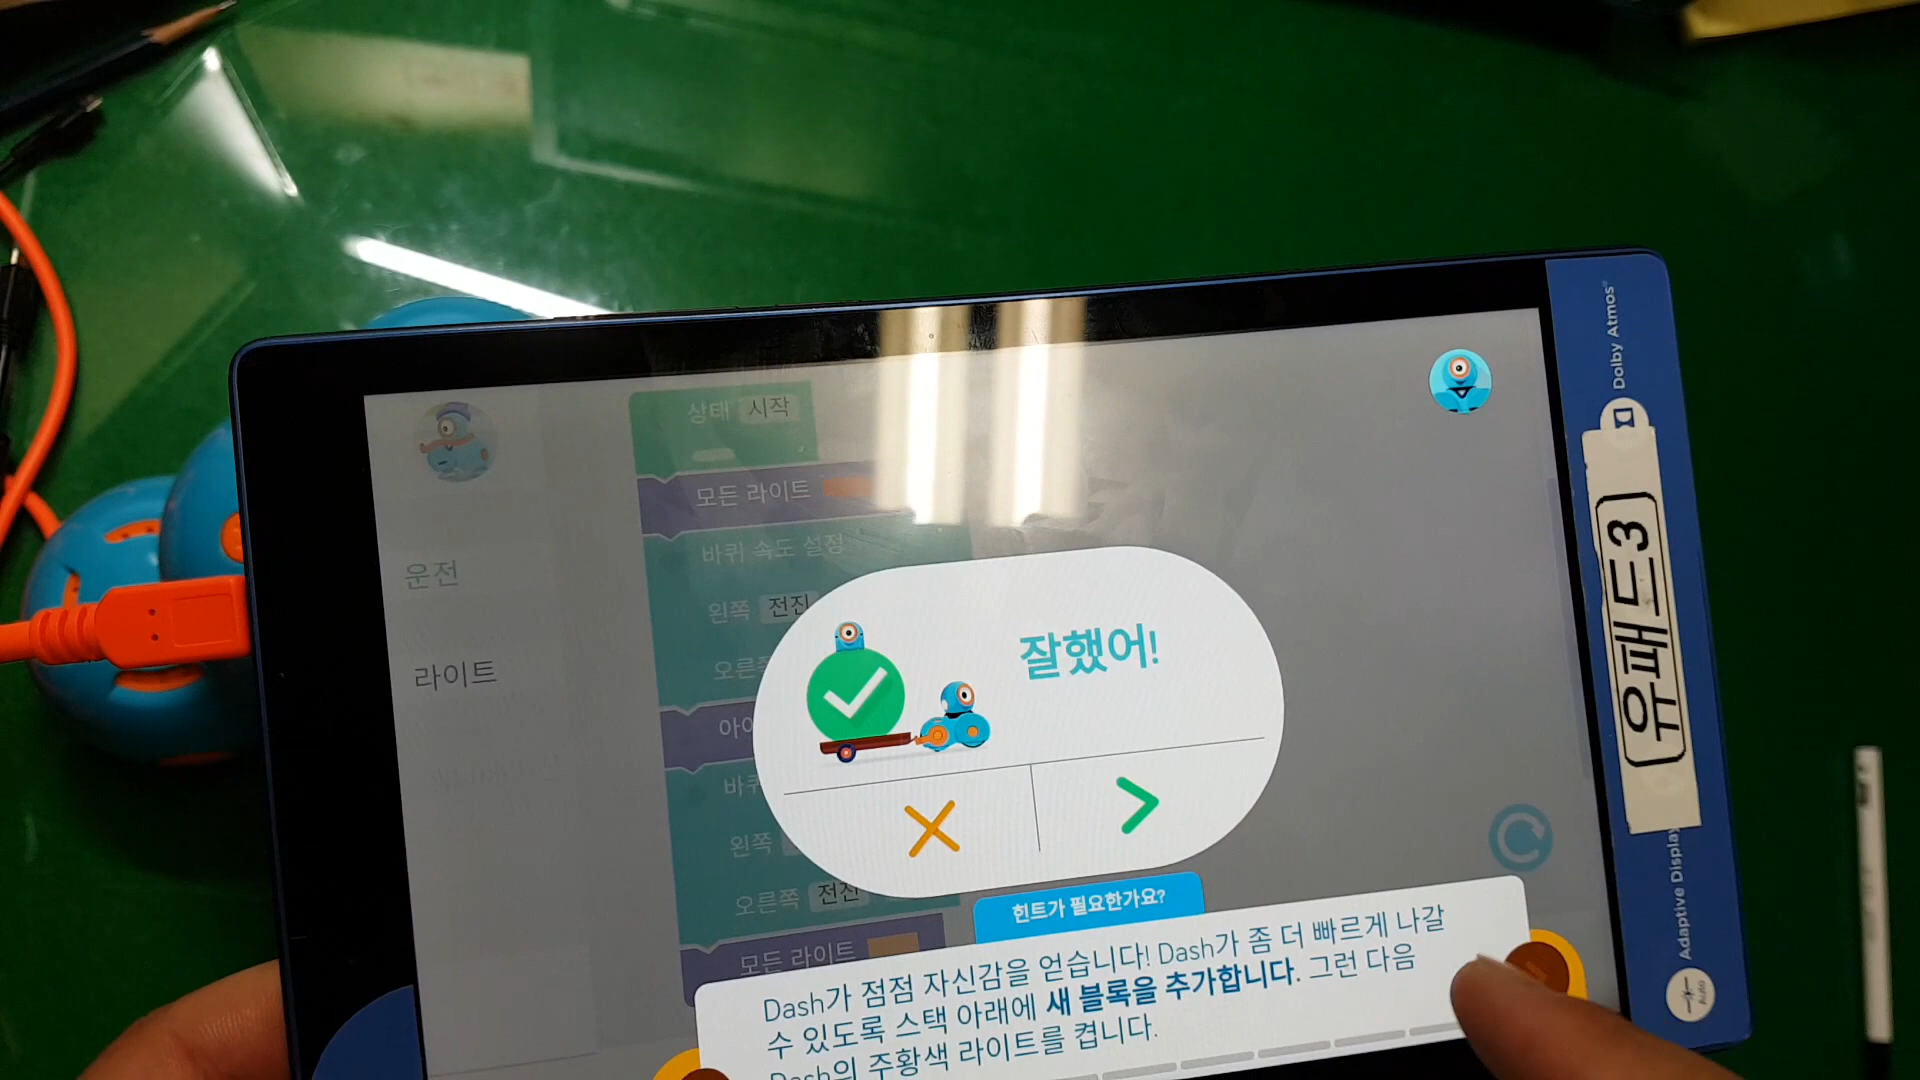 상태 시작
모든 라이트
바퀴 속도 설정
운전
왼쪽 전진
라이트
왼쪽
오른쪽 전진
모든 라이트
잘했어!
힌트가 필요한가요?
Dash가 점점 자신감을 얻습니다! Dash가 좀 더 빠르게 나갈
수 있도록 스택 아래에 새 블록을 추가합니다. 그런 다음
Dash의 주황색 라이트를 켭니다.
Dolby Atmos
유패드3
Adaptive Display
Auto